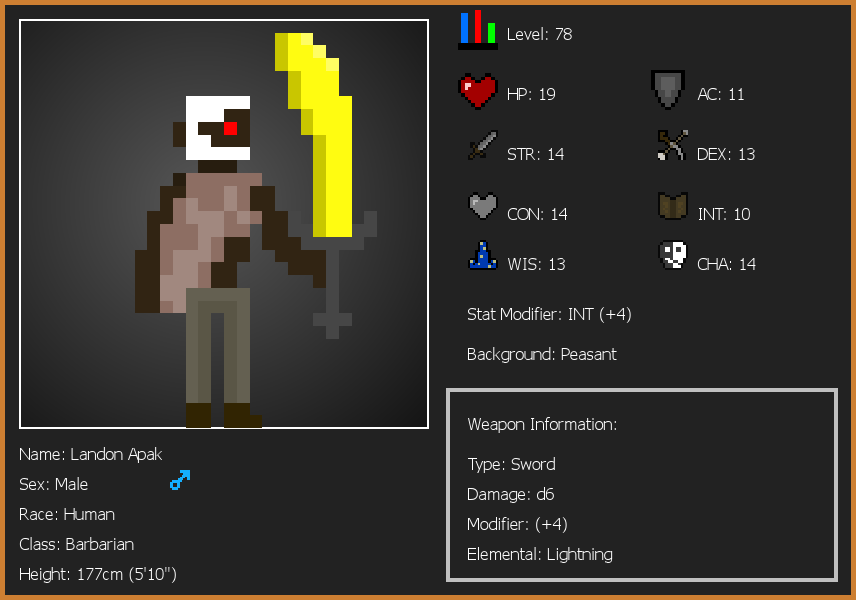 Level: 78
HP: 19
AC: 11
STR: 14
DEX: 13
CON: 14
INT: 10
WIS: 13
CHA: 14
Stat Modifier: INT (+4)
Background: Peasant
Weapon Information:
Type: Sword
Damage: d6
Modifier: (+4)
Elemental: Lightning
Name: Landon Apak
Sex: Male
Race: Human
Class: Barbarian
Height: 177cm (5'10")